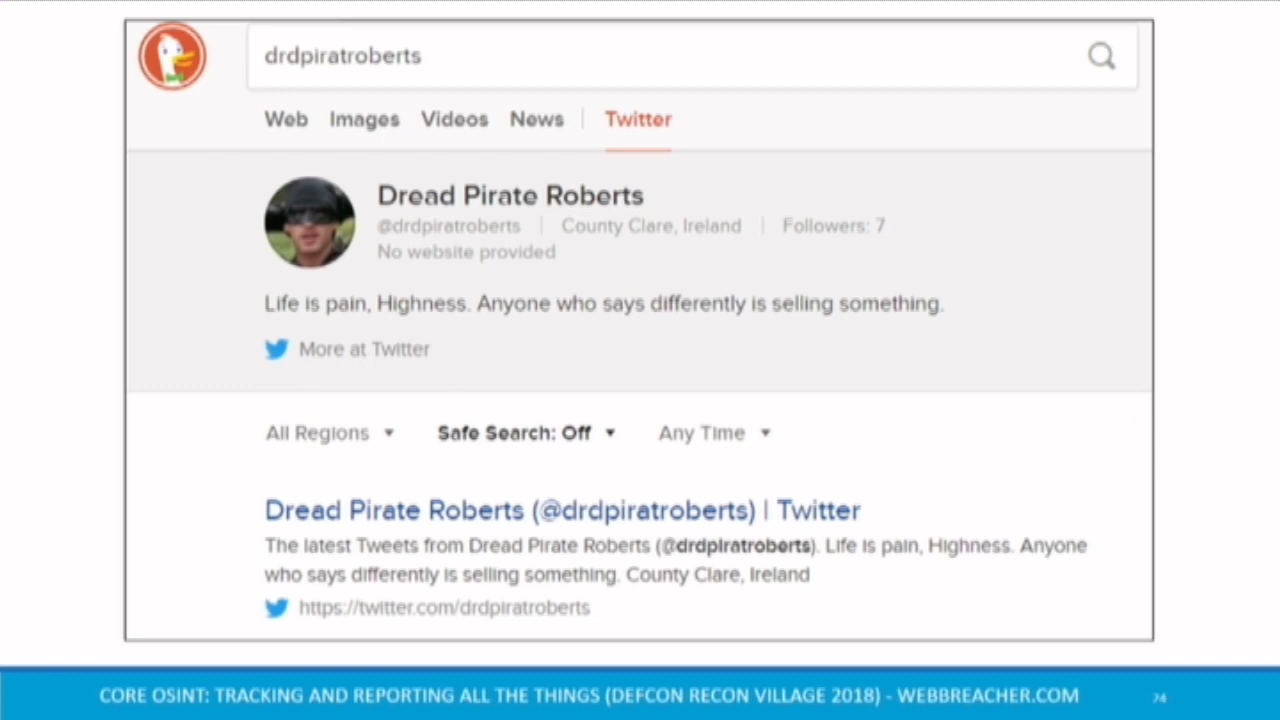 drdpiratroberts
Web Images Videos News Twitter
Dread Pirate Roberts
@drdpiratroberts County Clare, Ireland Followers: 7
No website provided
Life is pain, Highness. Anyone who says differently is selling something.
More at Twitter
All Regions Safe Search: Off Any Time
Dread Pirate Roberts (@drdpiratroberts) | Twitter
The latest Tweets from Dread Pirate Roberts (@drdpiratroberts). Life is pain, Highness. Anyone
who says differently is selling something. County Clare, Ireland
https://twitter.com/drdpiratroberts
CORE OSINT: TRACKING AND REPORTING ALL THE THINGS (DEFCON RECON VILLAGE 2018) - WEBBREACHER.COM 74